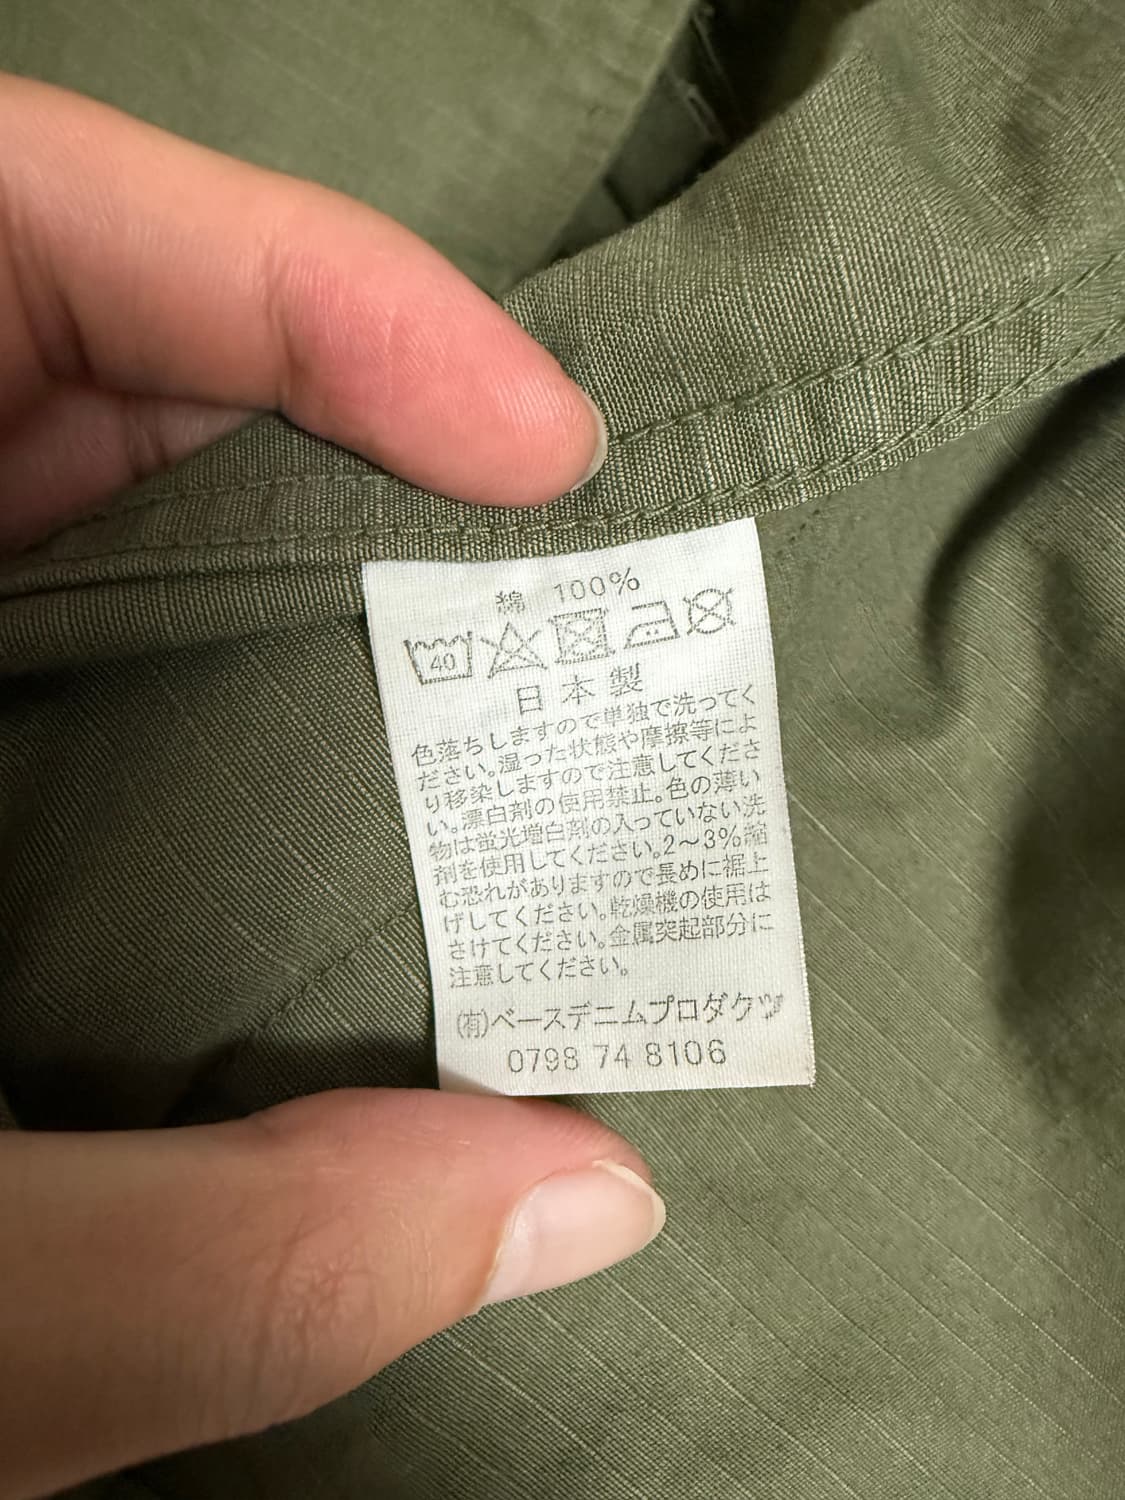 綿 100%
40
日本製
色落ちしますので単独で洗ってく
ださい。湿った状態や摩擦等によ
り移染しますので注意してくださ
い。漂白剤の使用禁止。色の薄い
物は蛍光増白剤の入っていない洗
剤を使用してください。2～3%縮
む恐れがありますので長めに裾上
げしてください。乾燥機の使用は
さけてください。金属突起部分に
注意してください。
(有)ベースデニムプロダクツ
0798 74 8106